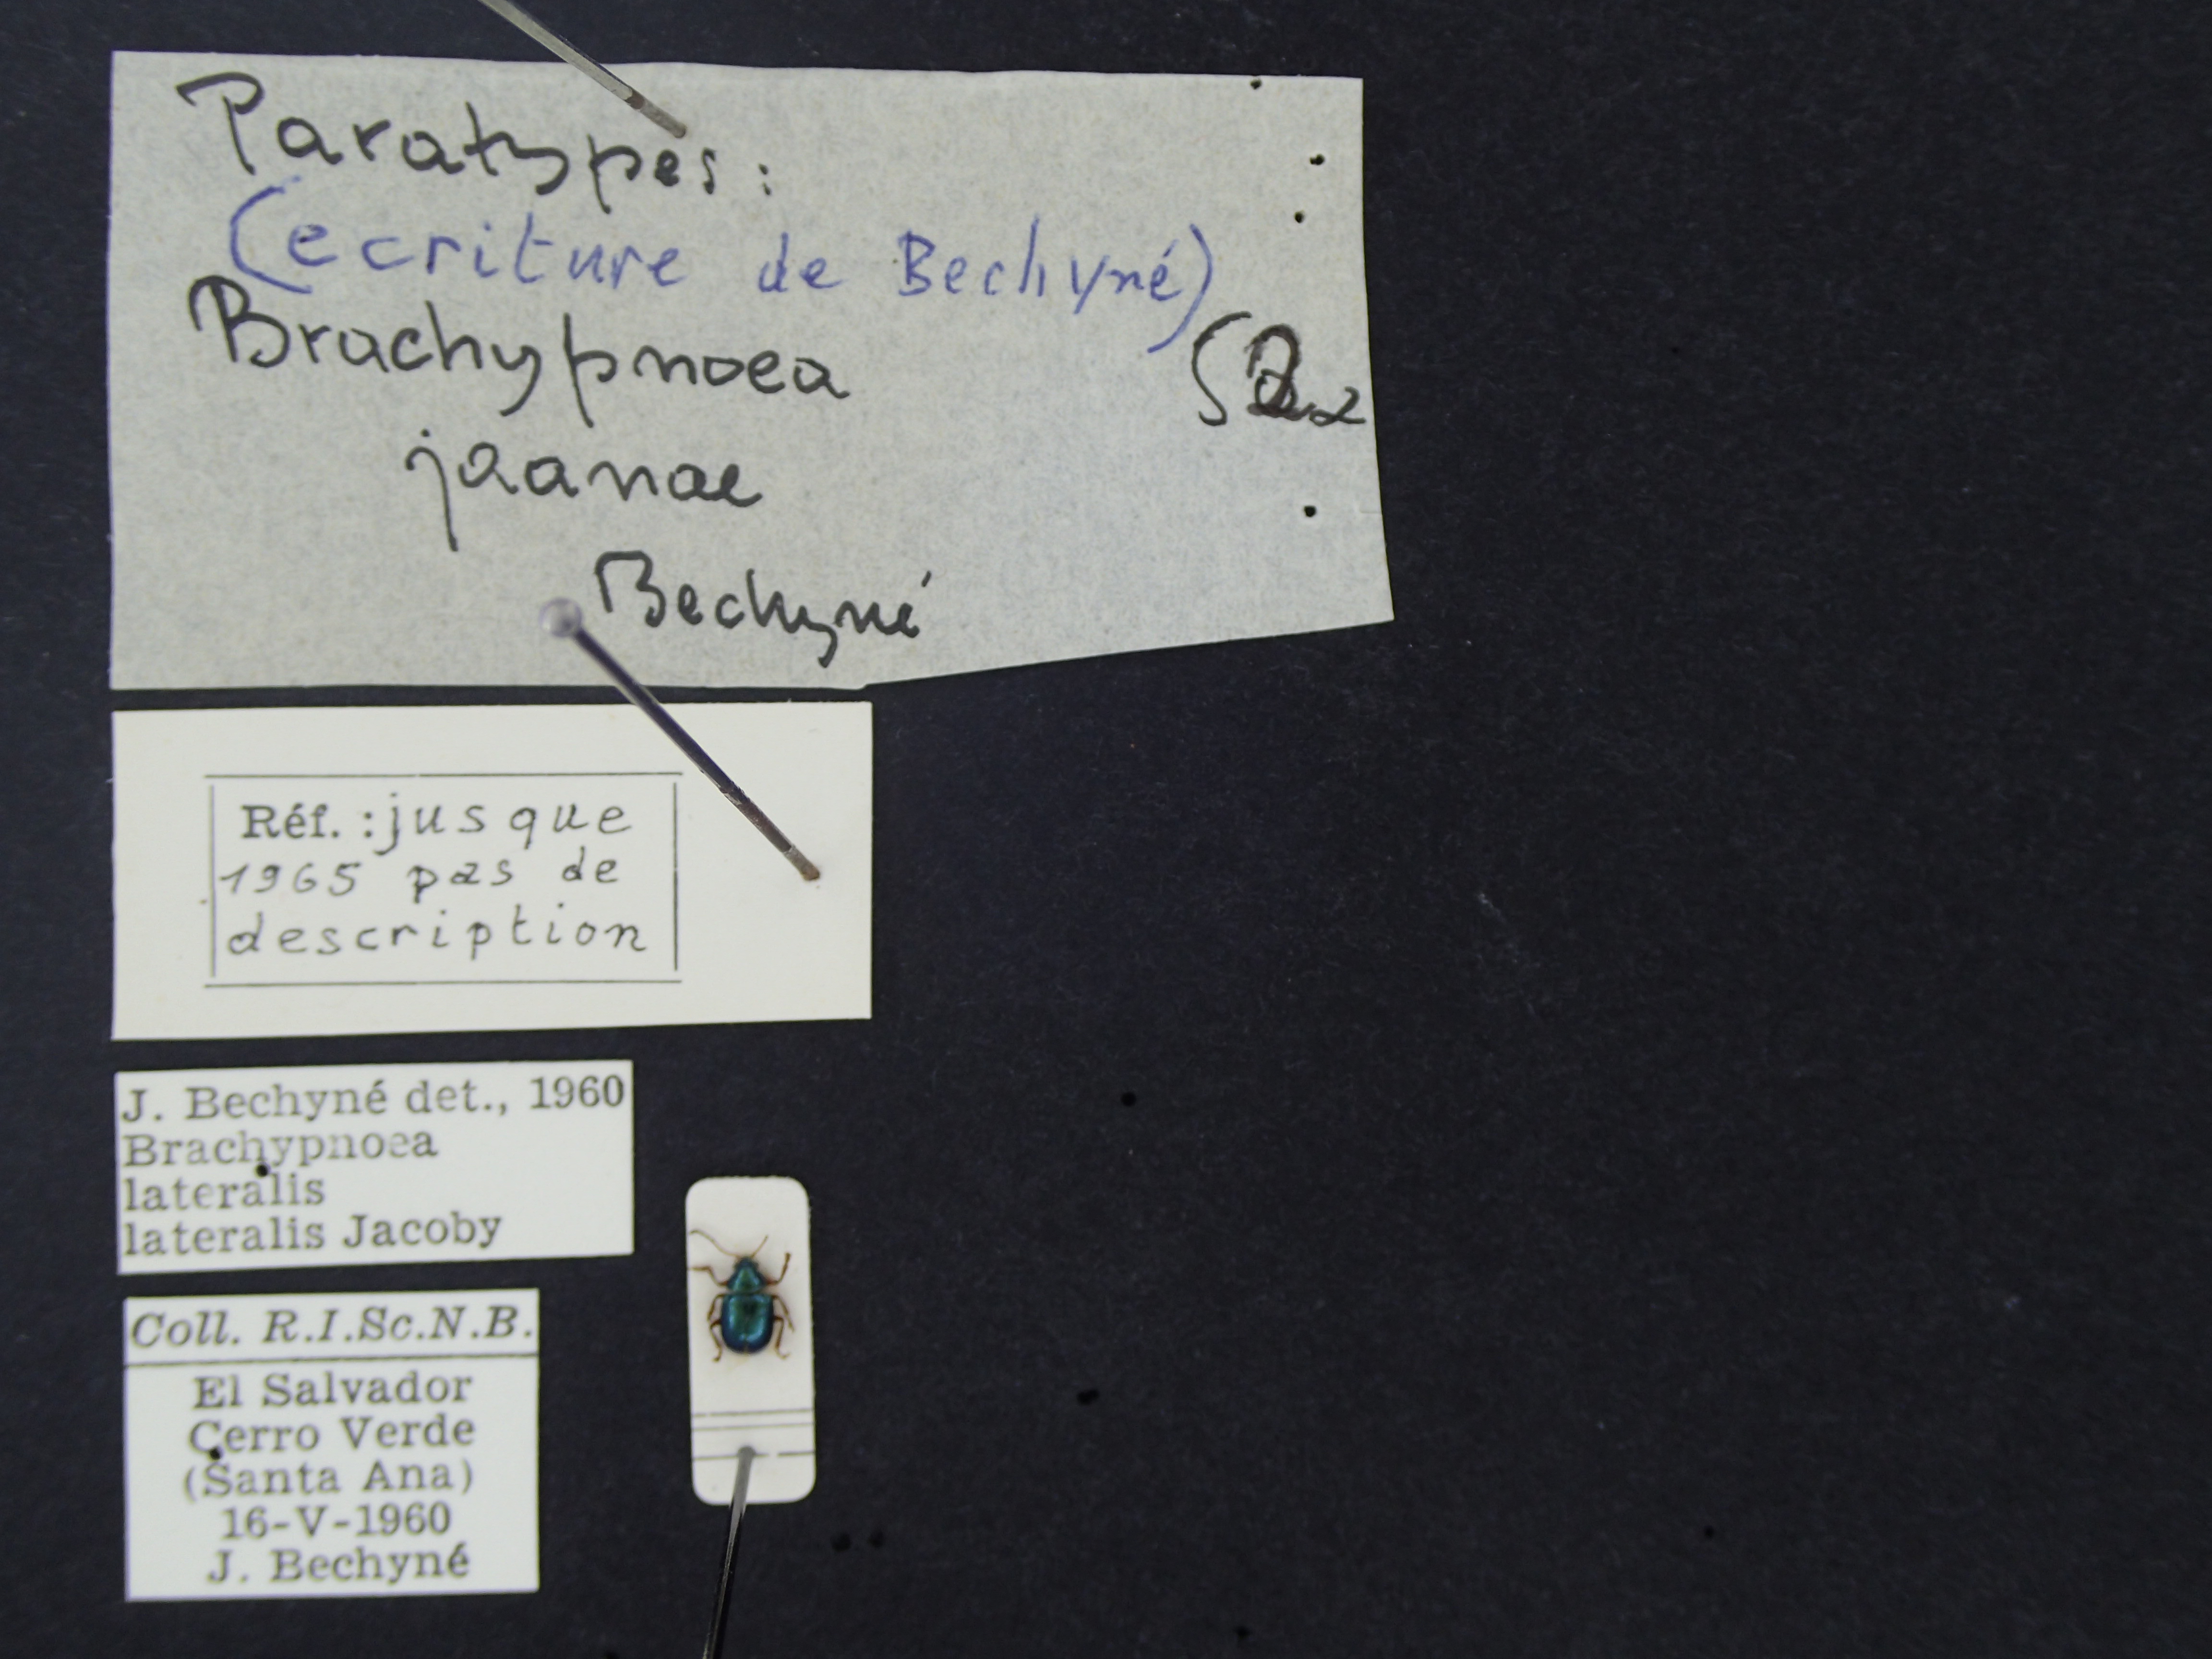 Paratypes:
(ecriture de Bechyné)
Brachypnoea
jaanae
Bechyné
Réf. : jusque
1965 pas de
description
J. Bechyné det., 1960
Brachypnoea
lateralis
lateralis Jacoby
Coll. R.I.Sc.N.B.
El Salvador
Cerro Verde
(Santa Ana)
16-V-1960
J. Bechyné